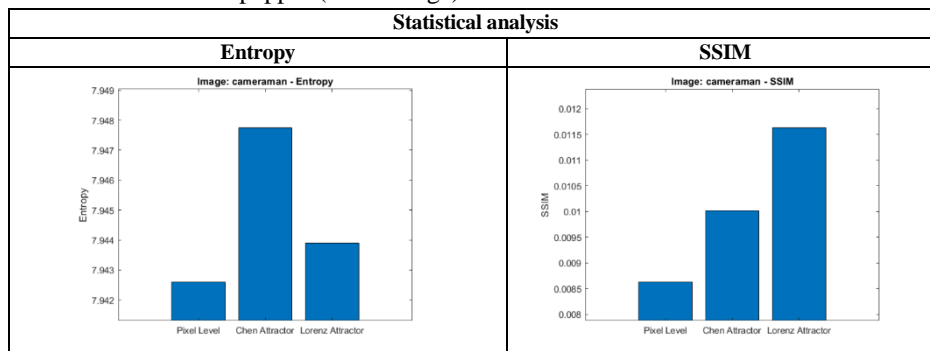 Statistical analysis
Entropy
SSIM
Image: cameraman - Entropy
7.949
7.948
7.947
7.946
7.945
7.944
7.943
7.942
Entropy
Pixel Level Chen Attractor Lorenz Attractor
Image: cameraman - SSIM
0.012
0.0115
0.011
0.0105
0.01
0.0095
0.009
0.0085
0.008
SSIM
Pixel Level Chen Attractor Lorenz Attractor